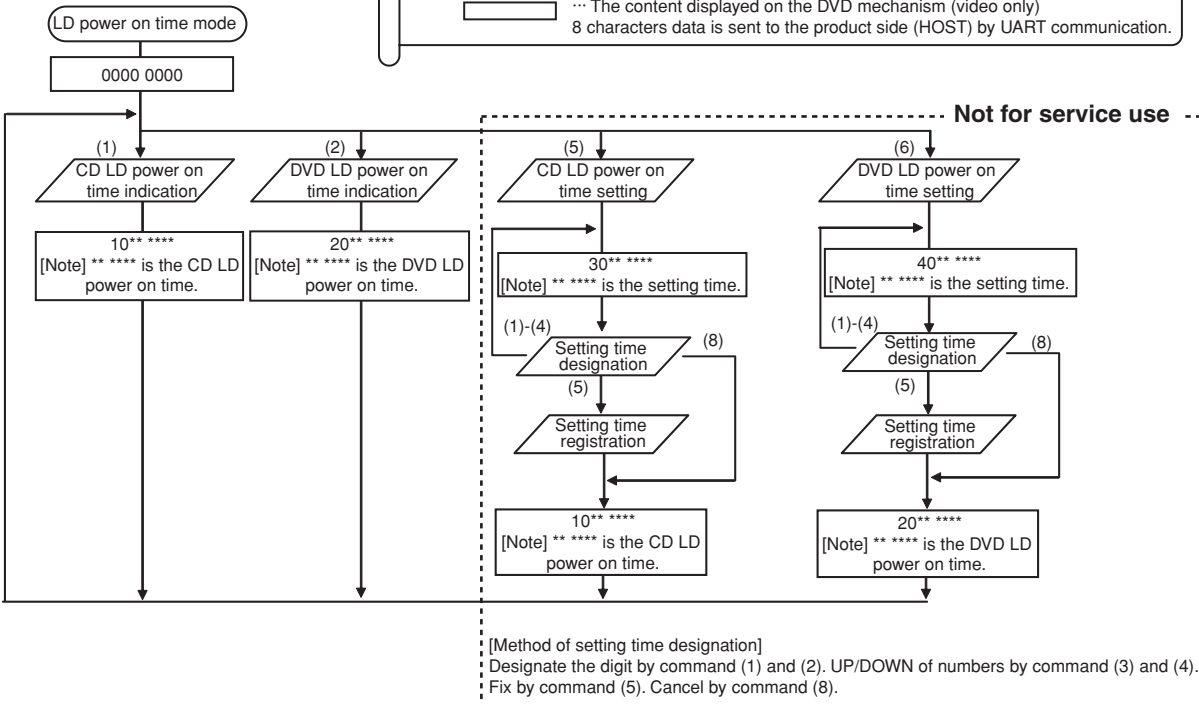 LD power on time mode
··· The content displayed on the DVD mechanism (video only)
8 characters data is sent to the product side (HOST) by UART communication.
0000 0000
Not for service use
(1)
CD LD power on
time indication
(2)
DVD LD power on
time indication
(5)
CD LD power on
time setting
(6)
DVD LD power on
time setting
10** ****
[Note] ** **** is the CD LD
power on time.
20** ****
[Note] ** **** is the DVD LD
power on time.
30** ****
[Note] ** **** is the setting time.
40** ****
[Note] ** **** is the setting time.
(1)-(4)
Setting time
designation
(8)
(5)
Setting time
registration
(1)-(4)
Setting time
designation
(8)
(5)
Setting time
registration
10** ****
[Note] ** **** is the CD LD
power on time.
20** ****
[Note] ** **** is the DVD LD
power on time.
[Method of setting time designation]
Designate the digit by command (1) and (2). UP/DOWN of numbers by command (3) and (4).
Fix by command (5). Cancel by command (8).